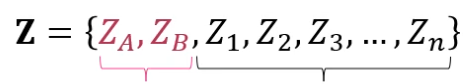 Z = {Z_A, Z_B, Z_1, Z_2, Z_3, …, Z_n}